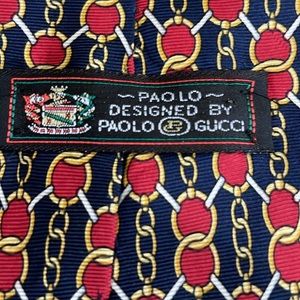 ~ PAOLO ~
DESIGNED BY
PAOLO GUCCI